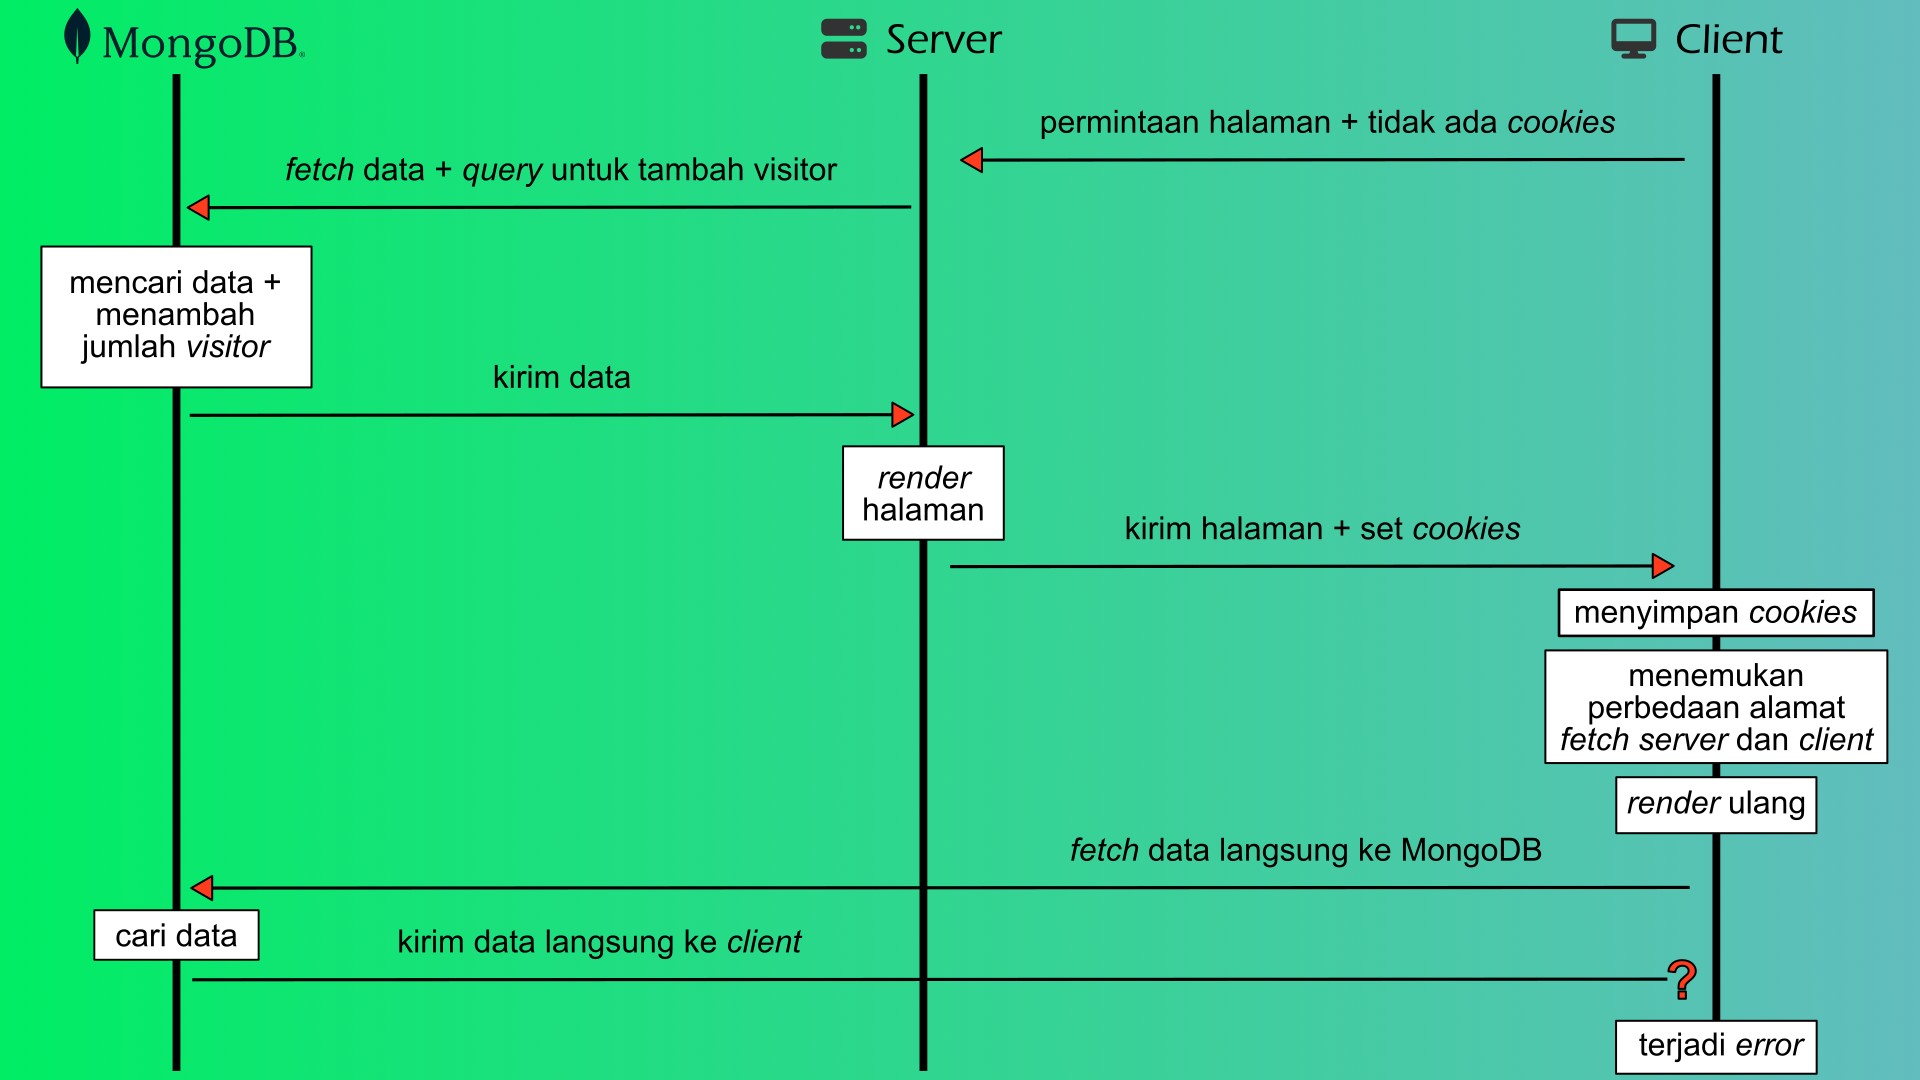 MongoDB®
Server
Client
permintaan halaman + tidak ada cookies
fetch data + query untuk tambah visitor
mencari data +
menambah
jumlah visitor
kirim data
render
halaman
kirim halaman + set cookies
menyimpan cookies
menemukan
perbedaan alamat
fetch server dan client
render ulang
fetch data langsung ke MongoDB
cari data
kirim data langsung ke client
?
terjadi error